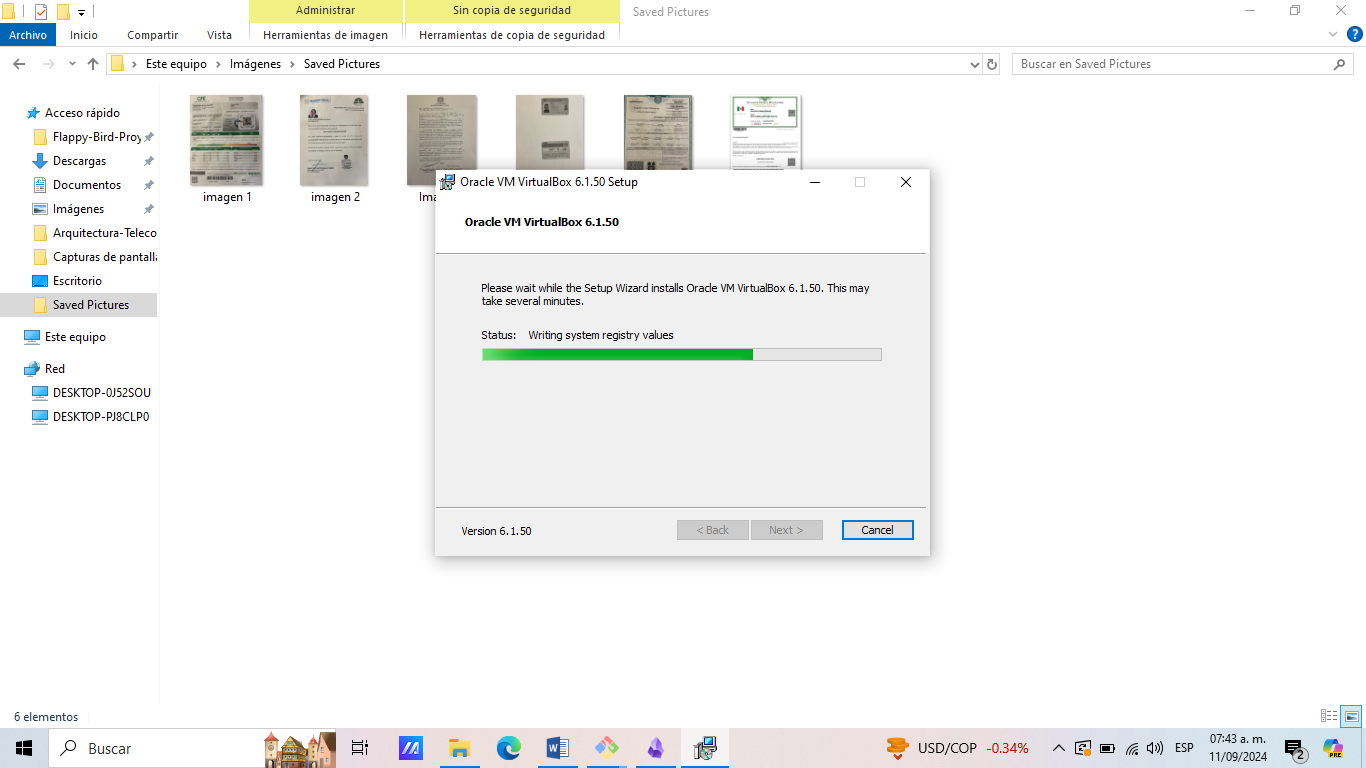 Administrar
Sin copia de seguridad
Saved Pictures
Archivo
Inicio
Compartir
Vista
Herramientas de imagen
Herramientas de copia de seguridad
Este equipo
Imágenes
Saved Pictures
Buscar en Saved Pictures
Acceso rápido
Flappy-Bird-Proy
Descargas
Documentos
Imágenes
Arquitectura-Teleco
Capturas de pantalla
Escritorio
Saved Pictures
Este equipo
Red
DESKTOP-0J52SOU
DESKTOP-PJ8CLP0
CFE
imagen 1
imagen 2
Ima
Oracle VM VirtualBox 6.1.50 Setup
Oracle VM VirtualBox 6.1.50
Please wait while the Setup Wizard installs Oracle VM VirtualBox 6.1.50. This may
take several minutes.
Status: Writing system registry values
Version 6.1.50
< Back
Next >
Cancel
6 elementos
Buscar
USD/COP -0.34%
ESP
07:43 a. m.
11/09/2024
2
PRE